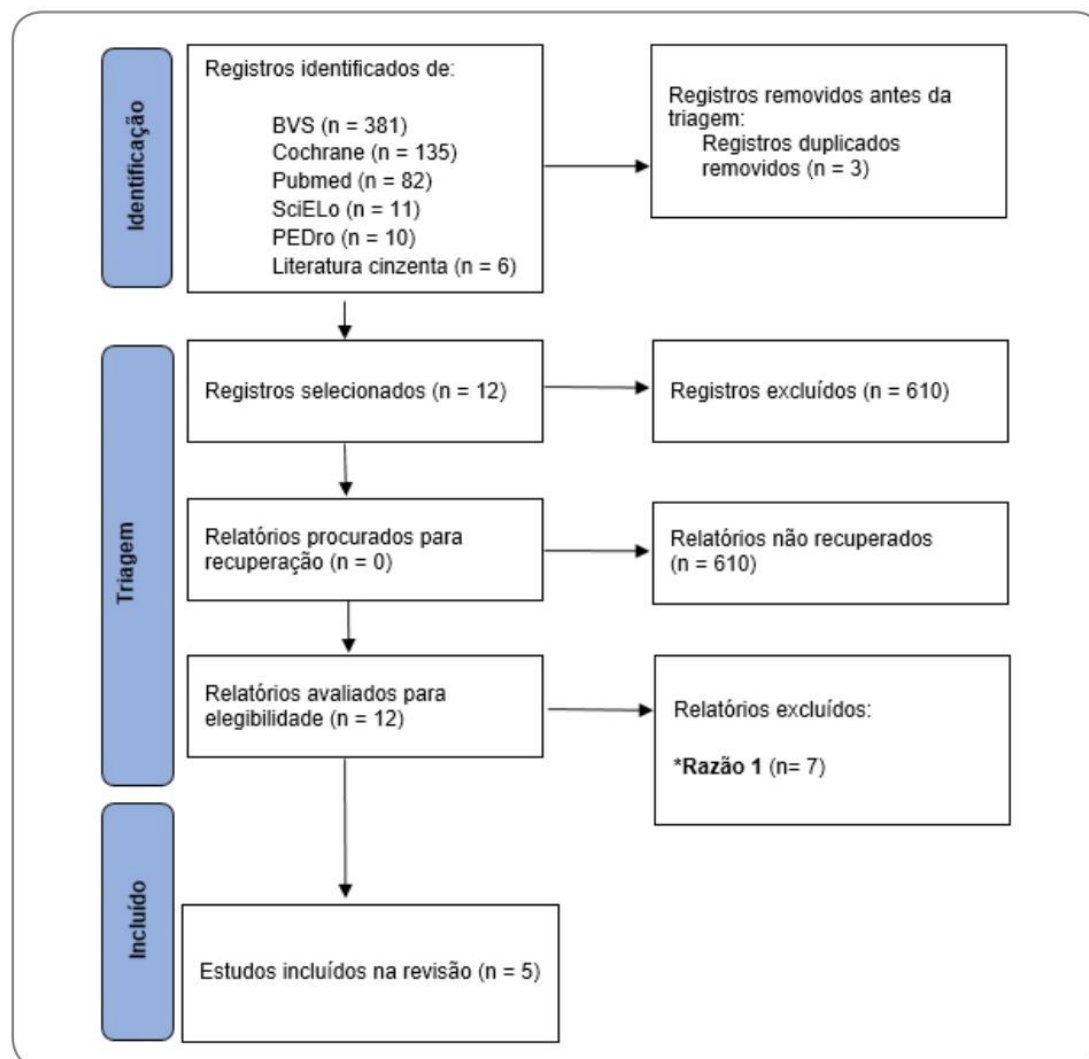 Identificação
Registros identificados de:
BVS (n = 381)
Cochrane (n = 135)
Pubmed (n = 82)
SciELo (n = 11)
PEDro (n = 10)
Literatura cinzenta (n = 6)
Registros removidos antes da
triagem:
Registros duplicados
removidos (n = 3)
Triagem
Registros selecionados (n = 12)
Registros excluídos (n = 610)
Relatórios procurados para
recuperação (n = 0)
Relatórios não recuperados
(n = 610)
Relatórios avaliados para
elegibilidade (n = 12)
Relatórios excluídos:
*Razão 1 (n= 7)
Incluído
Estudos incluídos na revisão (n = 5)